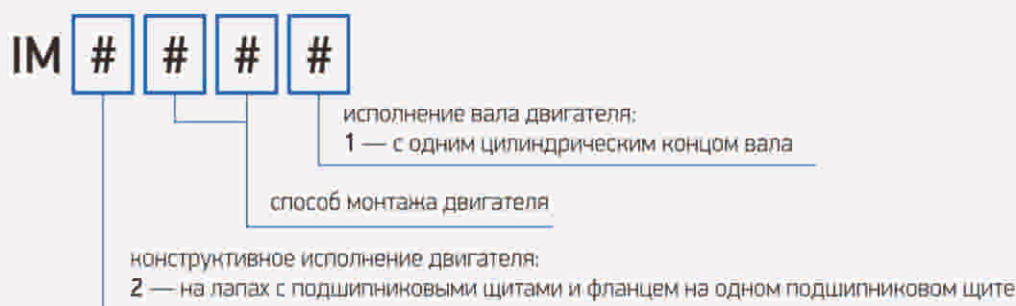 IM # # # #
исполнение вала двигателя:
1 — с одним цилиндрическим концом вала
способ монтажа двигателя
конструктивное исполнение двигателя:
2 — на лапах с подшипниковыми щитами и фланцем на одном подшипниковом щите